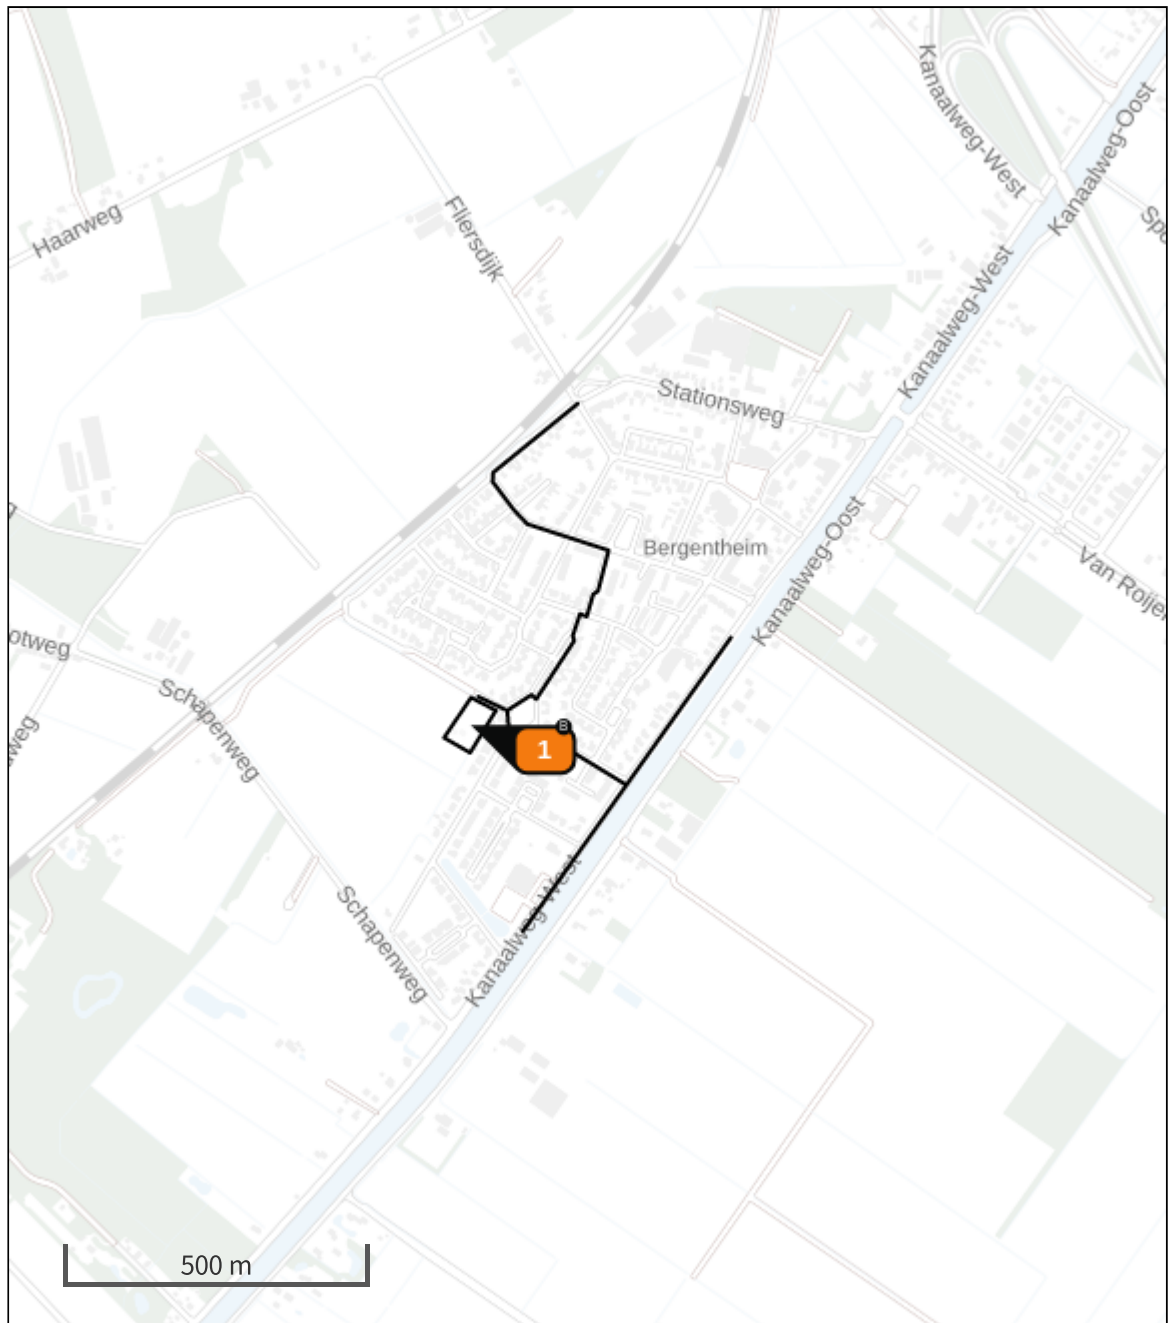 Kanaalweg-West
Kanaalweg-Oost
Haarweg
Fliersdijk
Kanaalweg-West
Stationsweg
Bergentheim
Kanaalweg-Oost
Van Roijen
otweg
Schapenweg
B
1
Schapenweg
Kanaalweg-West
500 m